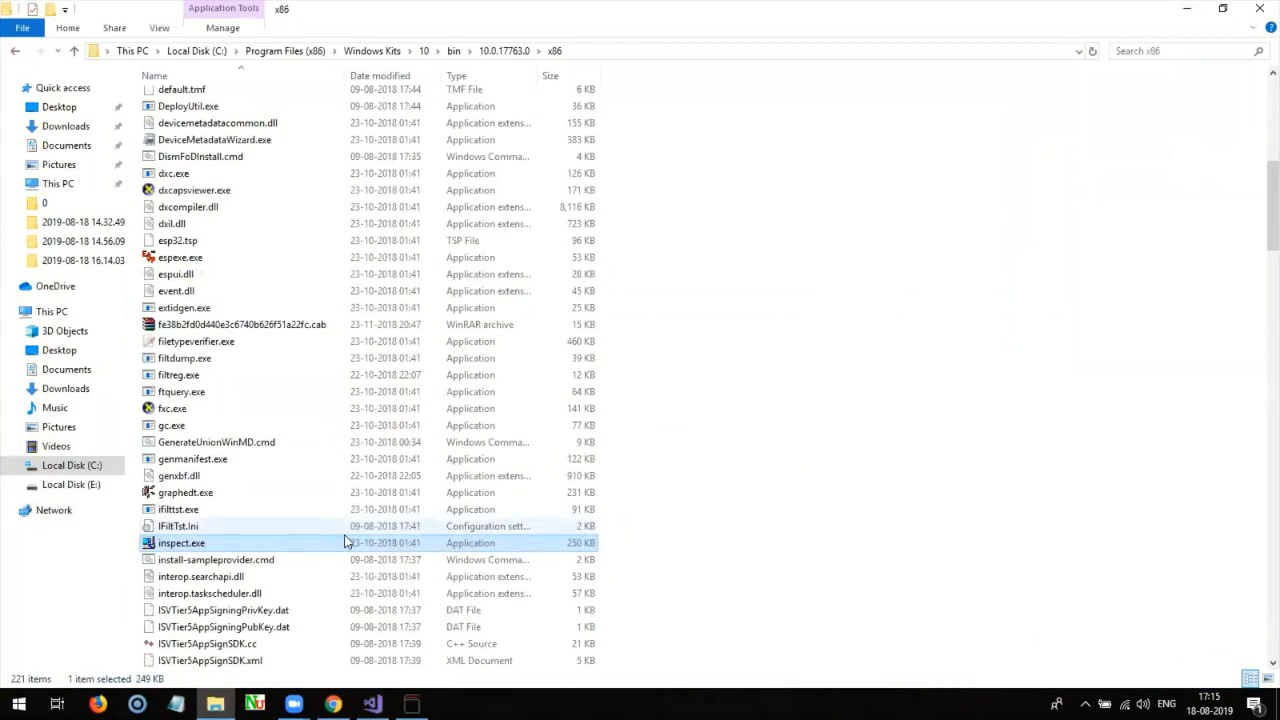 Application Tools x86
File Home Share View Manage
This PC Local Disk (C:) Program Files (x86) Windows Kits 10 bin 10.0.17763.0 x86 Search x86
Name Date modified Type Size
Quick access
Desktop
Downloads
Documents
Pictures
This PC
0
2019-08-18 14.32.49
2019-08-18 14.56.09
2019-08-18 16.14.03
OneDrive
This PC
3D Objects
Desktop
Documents
Downloads
Music
Pictures
Videos
Local Disk (C:)
Local Disk (E:)
Network
default.tmf 09-08-2018 17:44 TMF File 6 KB
DeployUtil.exe 09-08-2018 17:44 Application 36 KB
devicemetadatacommon.dll 23-10-2018 01:41 Application extens... 155 KB
DeviceMetadataWizard.exe 23-10-2018 01:41 Application 383 KB
DismFoDInstall.cmd 09-08-2018 17:35 Windows Comma... 4 KB
dxc.exe 23-10-2018 01:41 Application 126 KB
dxcapsviewer.exe 23-10-2018 01:41 Application 171 KB
dxcompiler.dll 23-10-2018 01:41 Application extens... 8,116 KB
dxil.dll 23-10-2018 01:41 Application extens... 723 KB
esp32.tsp 23-10-2018 01:41 TSP File 96 KB
espexe.exe 23-10-2018 01:41 Application 53 KB
espui.dll 23-10-2018 01:41 Application extens... 28 KB
event.dll 23-10-2018 01:41 Application extens... 45 KB
extidgen.exe 23-10-2018 01:41 Application 25 KB
fe38b2fd0d440e3c6740b626f51a22fc.cab 23-11-2018 20:47 WinRAR archive 15 KB
filetypeverifier.exe 23-10-2018 01:41 Application 460 KB
filtdump.exe 23-10-2018 01:41 Application 39 KB
filtreg.exe 22-10-2018 22:07 Application 12 KB
ftquery.exe 23-10-2018 01:41 Application 64 KB
fxc.exe 23-10-2018 01:41 Application 141 KB
gc.exe 23-10-2018 01:41 Application 77 KB
GenerateUnionWinMD.cmd 23-10-2018 00:34 Windows Comma... 9 KB
genmanifest.exe 23-10-2018 01:41 Application 122 KB
genxbf.dll 22-10-2018 22:05 Application extens... 910 KB
graphedt.exe 23-10-2018 01:41 Application 231 KB
ifilttst.exe 23-10-2018 01:41 Application 91 KB
IFiltTst.Ini 09-08-2018 17:41 Configuration sett... 2 KB
inspect.exe 23-10-2018 01:41 Application 250 KB
install-sampleprovider.cmd 09-08-2018 17:37 Windows Comma... 2 KB
interop.searchapi.dll 23-10-2018 01:41 Application extens... 53 KB
interop.taskscheduler.dll 23-10-2018 01:41 Application extens... 57 KB
ISVTier5AppSigningPrivKey.dat 09-08-2018 17:37 DAT File 1 KB
ISVTier5AppSigningPubKey.dat 09-08-2018 17:37 DAT File 1 KB
ISVTier5AppSignSDK.cc 09-08-2018 17:39 C++ Source 21 KB
ISVTier5AppSignSDK.xml 09-08-2018 17:39 XML Document 5 KB
221 items 1 item selected 249 KB
Nu ENG 17:15
18-08-2019 1